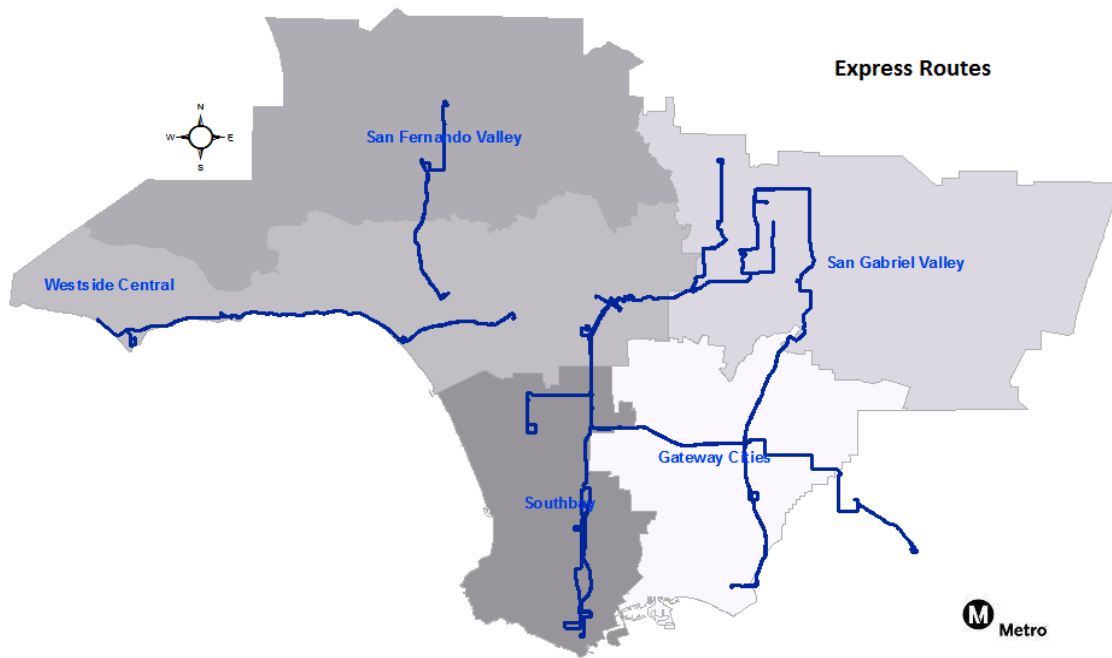 Express Routes
N
W
E
S
San Fernando Valley
Westside Central
San Gabriel Valley
Gateway Cities
Southbay
M
Metro